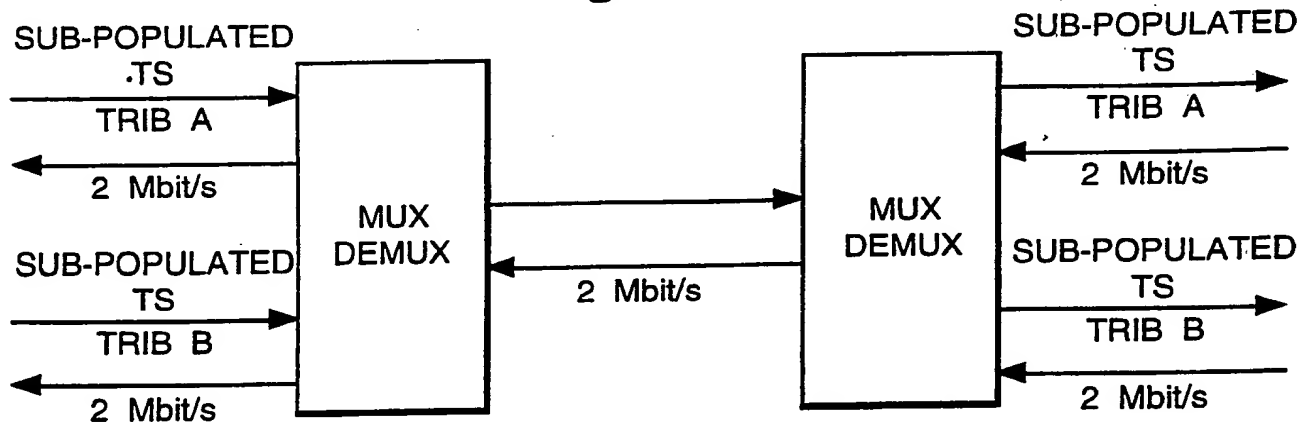 SUB-POPULATED
TS
TRIB A
2 Mbit/s
SUB-POPULATED
TS
TRIB B
2 Mbit/s
MUX
DEMUX
2 Mbit/s
MUX
DEMUX
SUB-POPULATED
TS
TRIB A
2 Mbit/s
SUB-POPULATED
TS
TRIB B
2 Mbit/s